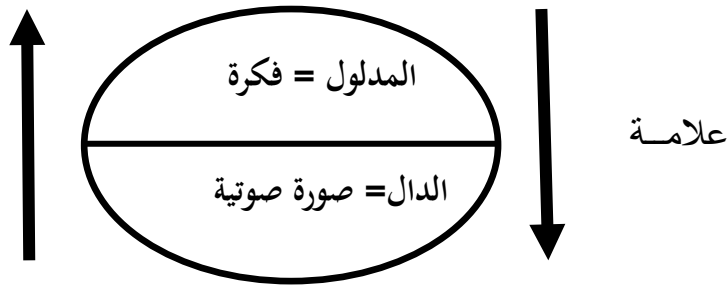 المدلول = فكرة
علامــة
الدال= صورة صوتية